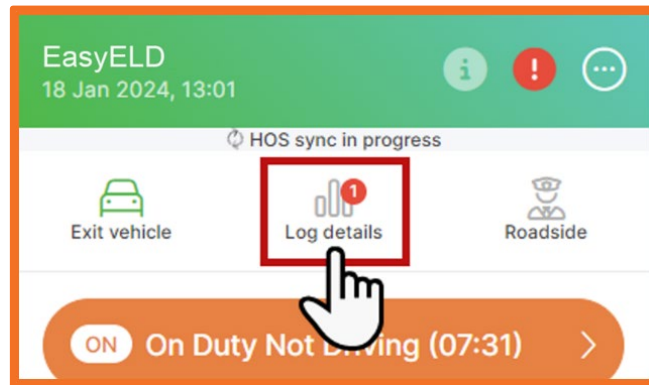 EasyELD
18 Jan 2024, 13:01
i ! ...
HOS sync in progress
1
Exit vehicle Log details Roadside
ON On Duty Not Driving (07:31) >